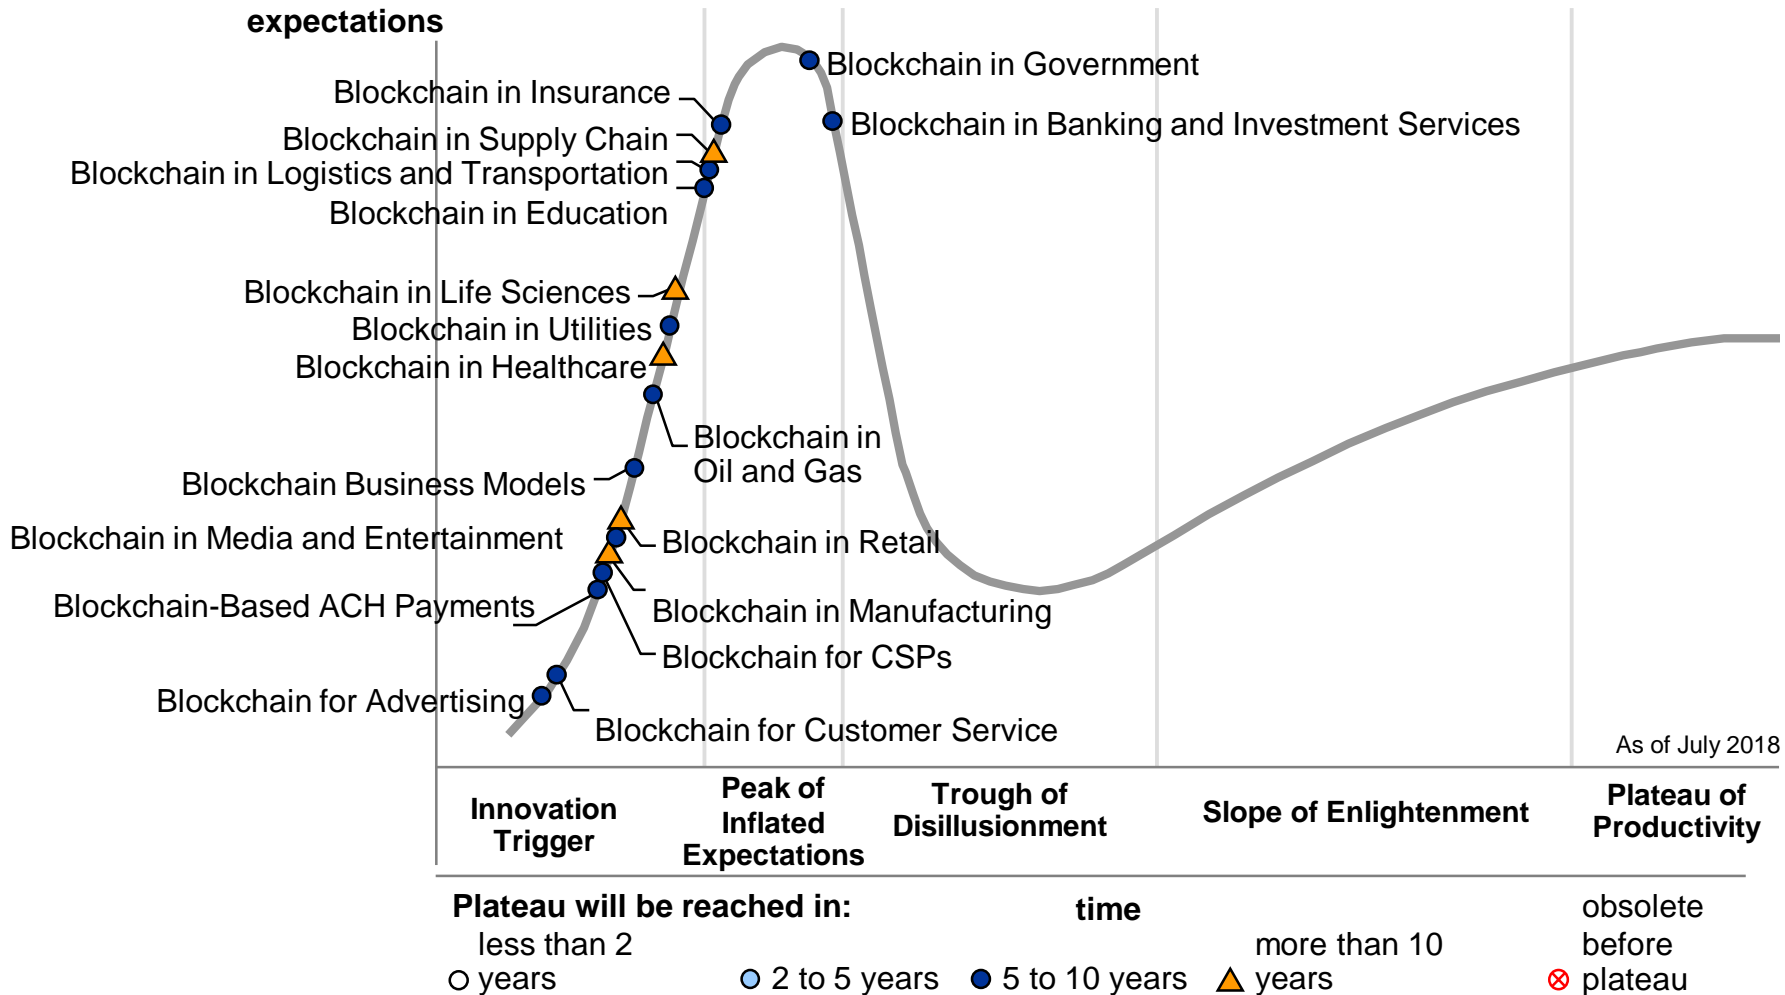 expectations
Blockchain in Government
Blockchain in Insurance
Blockchain in Banking and Investment Services
Blockchain in Supply Chain
Blockchain in Logistics and Transportation
Blockchain in Education
Blockchain in Life Sciences
Blockchain in Utilities
Blockchain in Healthcare
Blockchain in
Oil and Gas
Blockchain Business Models
Blockchain in Media and Entertainment
Blockchain in Retail
Blockchain-Based ACH Payments
Blockchain in Manufacturing
Blockchain for CSPs
Blockchain for Advertising
Blockchain for Customer Service
As of July 2018
Innovation
Trigger
Peak of
Inflated
Expectations
Trough of
Disillusionment
Slope of Enlightenment
Plateau of
Productivity
Plateau will be reached in:
time
less than 2
years
2 to 5 years
5 to 10 years
more than 10
years
obsolete
before
plateau